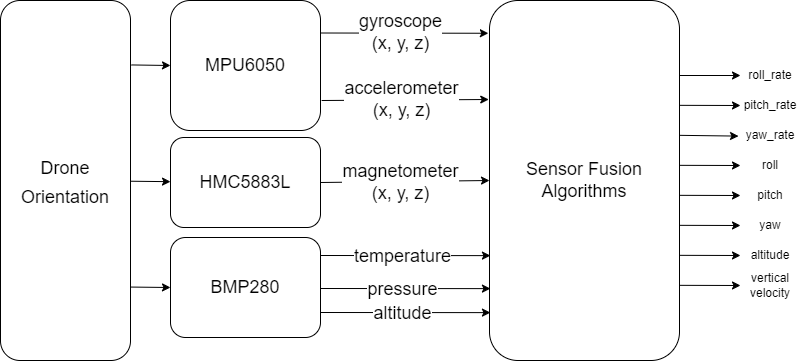 Drone
Orientation
MPU6050
HMC5883L
BMP280
gyroscope
(x, y, z)
accelerometer
(x, y, z)
magnetometer
(x, y, z)
temperature
pressure
altitude
Sensor Fusion
Algorithms
roll_rate
pitch_rate
yaw_rate
roll
pitch
yaw
altitude
vertical
velocity